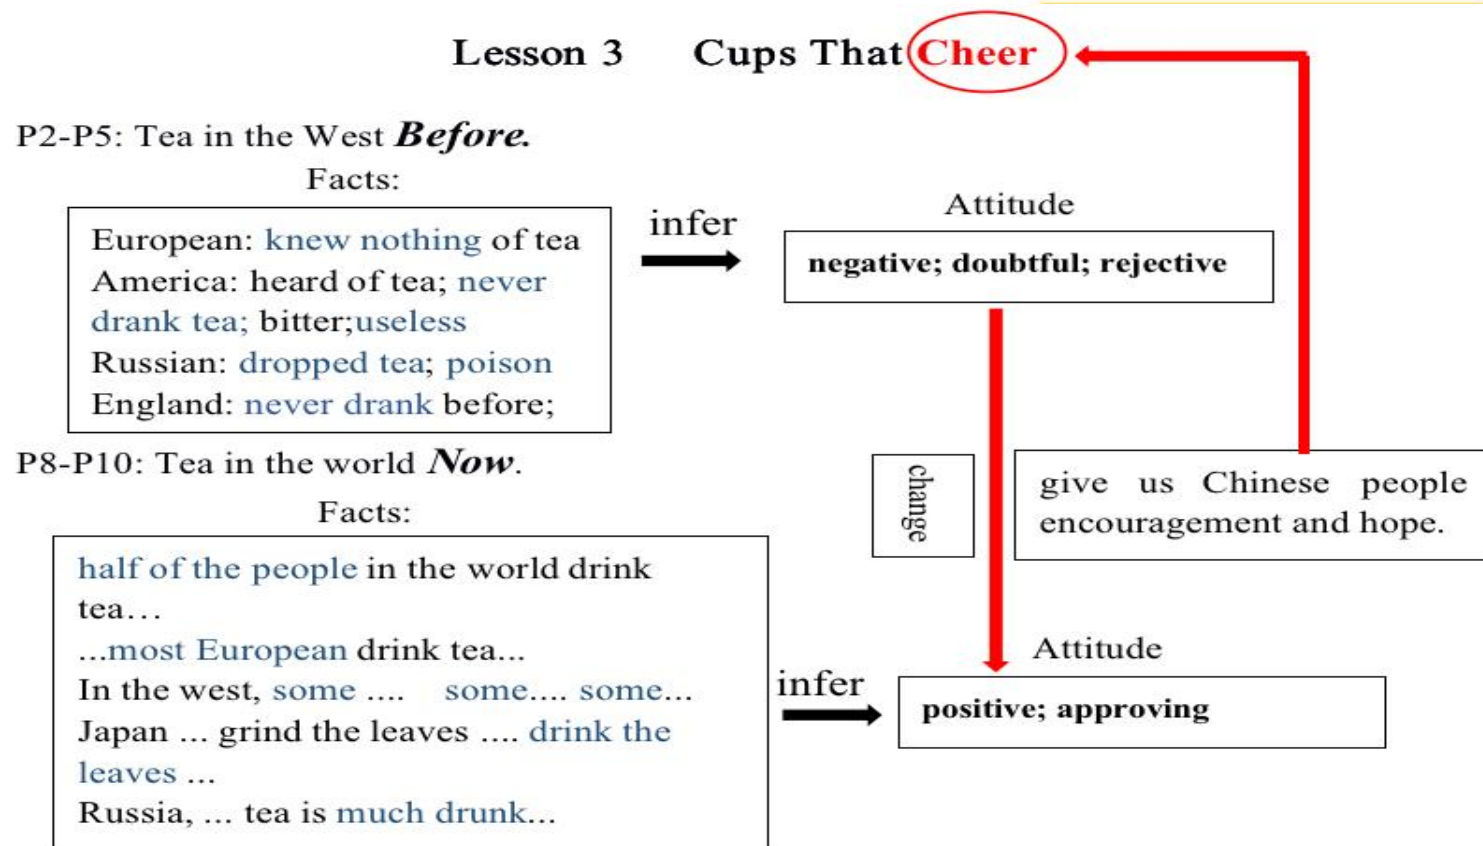 Lesson 3 Cups That Cheer
P2-P5: Tea in the West Before.
Facts:
European: knew nothing of tea
America: heard of tea; never
drank tea; bitter;useless
Russian: dropped tea; poison
England: never drank before;
infer
Attitude
negative; doubtful; rejective
change
give us Chinese people
encouragement and hope.
P8-P10: Tea in the world Now.
Facts:
half of the people in the world drink
tea…
...most European drink tea...
In the west, some .... some.... some...
Japan ... grind the leaves .... drink the
leaves ...
Russia, ... tea is much drunk...
infer
Attitude
positive; approving